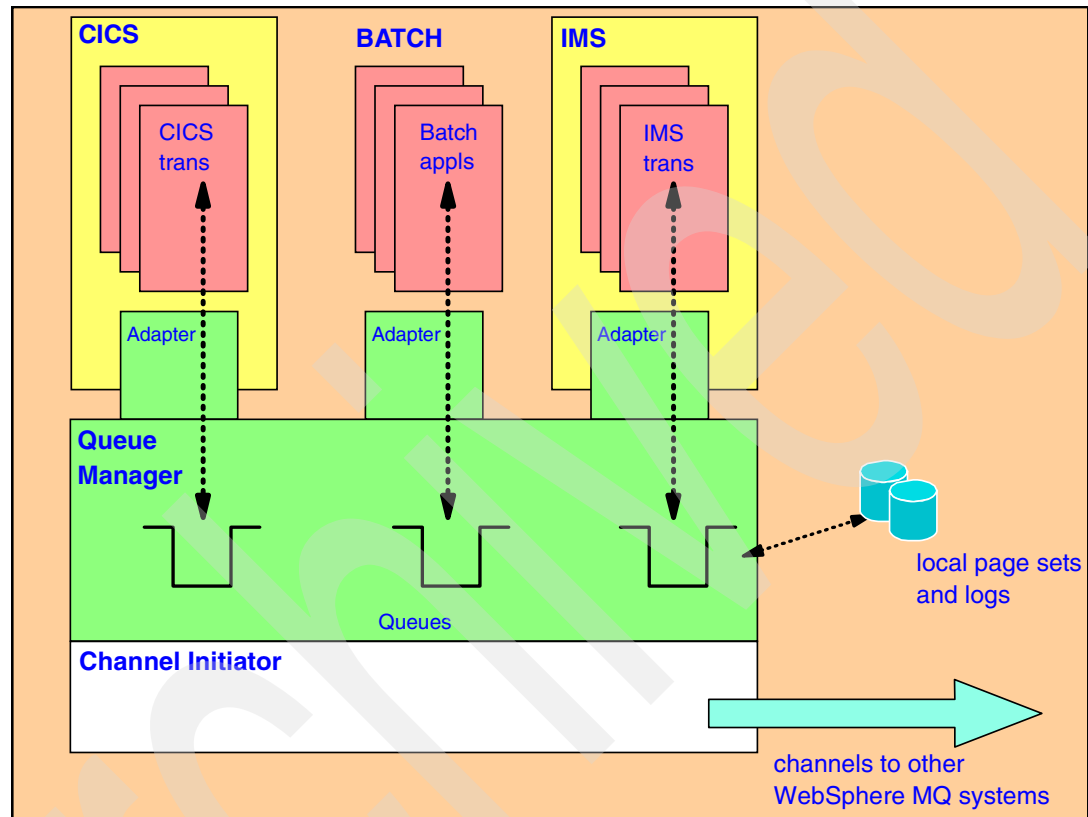 CICS
BATCH
IMS
CICS
trans
Batch
appls
IMS
trans
Adapter
Adapter
Adapter
Queue
Manager
Queues
local page sets
and logs
Channel Initiator
channels to other
WebSphere MQ systems